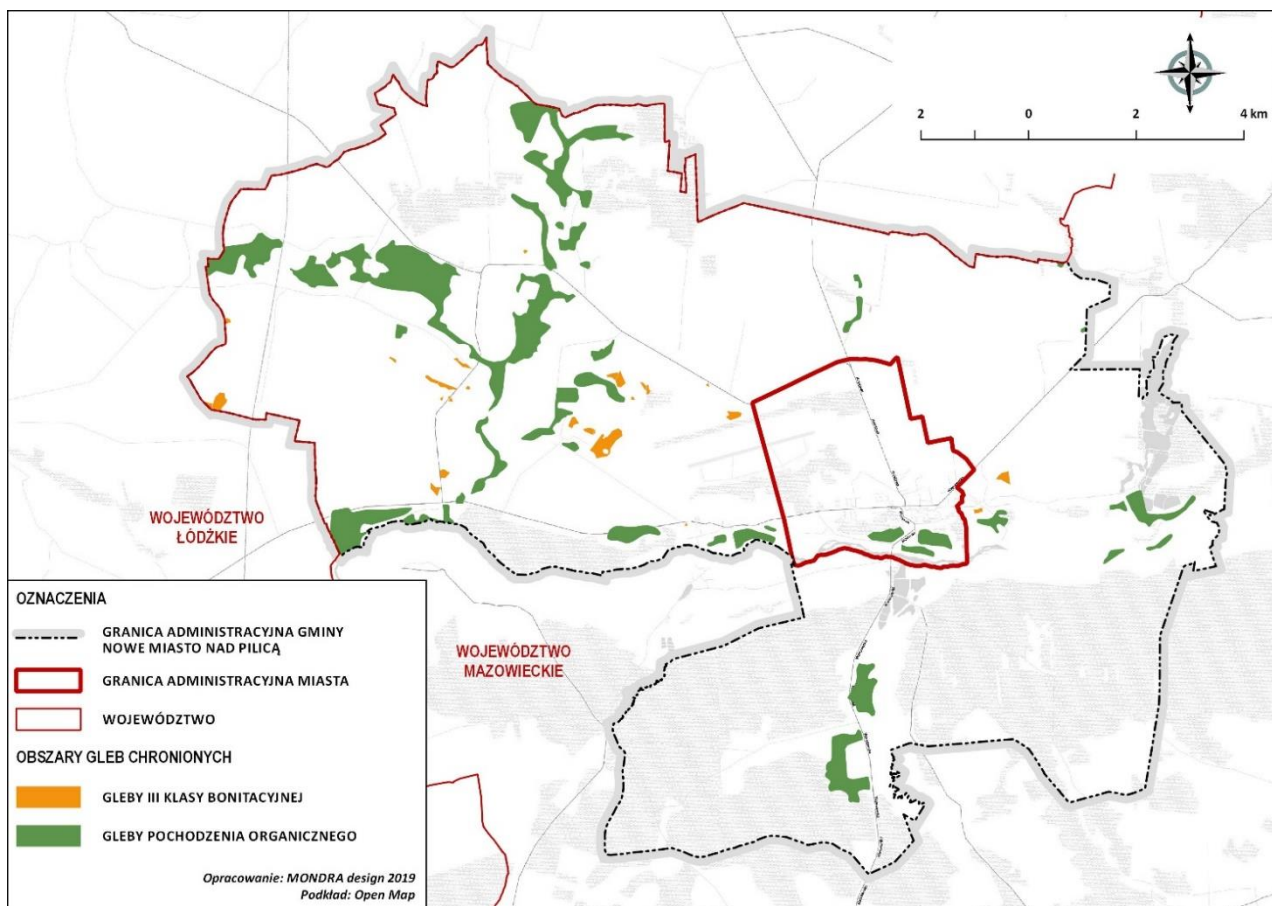 2 0 2 4 km
WOJEWÓDZTWO
ŁÓDZKIE
WOJEWÓDZTWO
MAZOWIECKIE
OZNACZENIA
GRANICA ADMINISTRACYJNA GMINY
NOWE MIASTO NAD PILICĄ
GRANICA ADMINISTRACYJNA MIASTA
WOJEWÓDZTWO
OBSZARY GLEB CHRONIONYCH
GLEBY III KLASY BONITACYJNEJ
GLEBY POCHODZENIA ORGANICZNEGO
Opracowanie: MONDRA design 2019
Podkład: Open Map